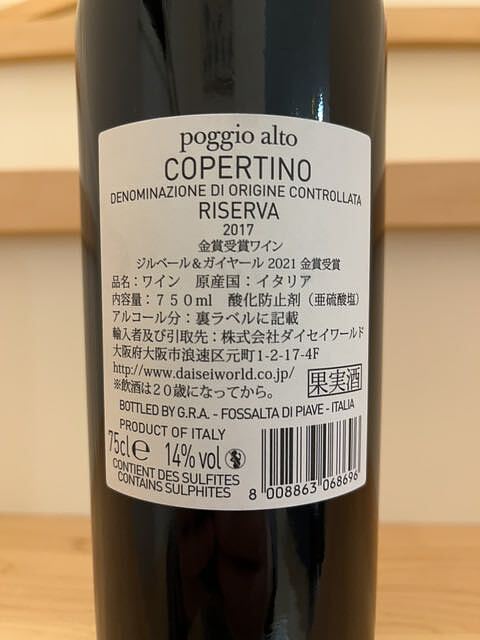 poggio alto
COPERTINO
DENOMINAZIONE DI ORIGINE CONTROLLATA
RISERVA
2017
金賞受賞ワイン
ジルベール&ガイヤール 2021 金賞受賞
品名:ワイン 原産国:イタリア
内容量:750ml 酸化防止剤(亜硫酸塩)
アルコール分:裏ラベルに記載
輸入者及び引取先:株式会社ダイセイワールド
大阪府大阪市浪速区元町1-2-17-4F
http://www.daiseiworld.co.jp/
果実酒
※飲酒は20歳になってから。
BOTTLED BY G.R.A. - FOSSALTA DI PIAVE - ITALIA
PRODUCT OF ITALY
75cl e 14% vol
CONTIENT DES SULFITES
CONTAINS SULPHITES
8 008863 068696